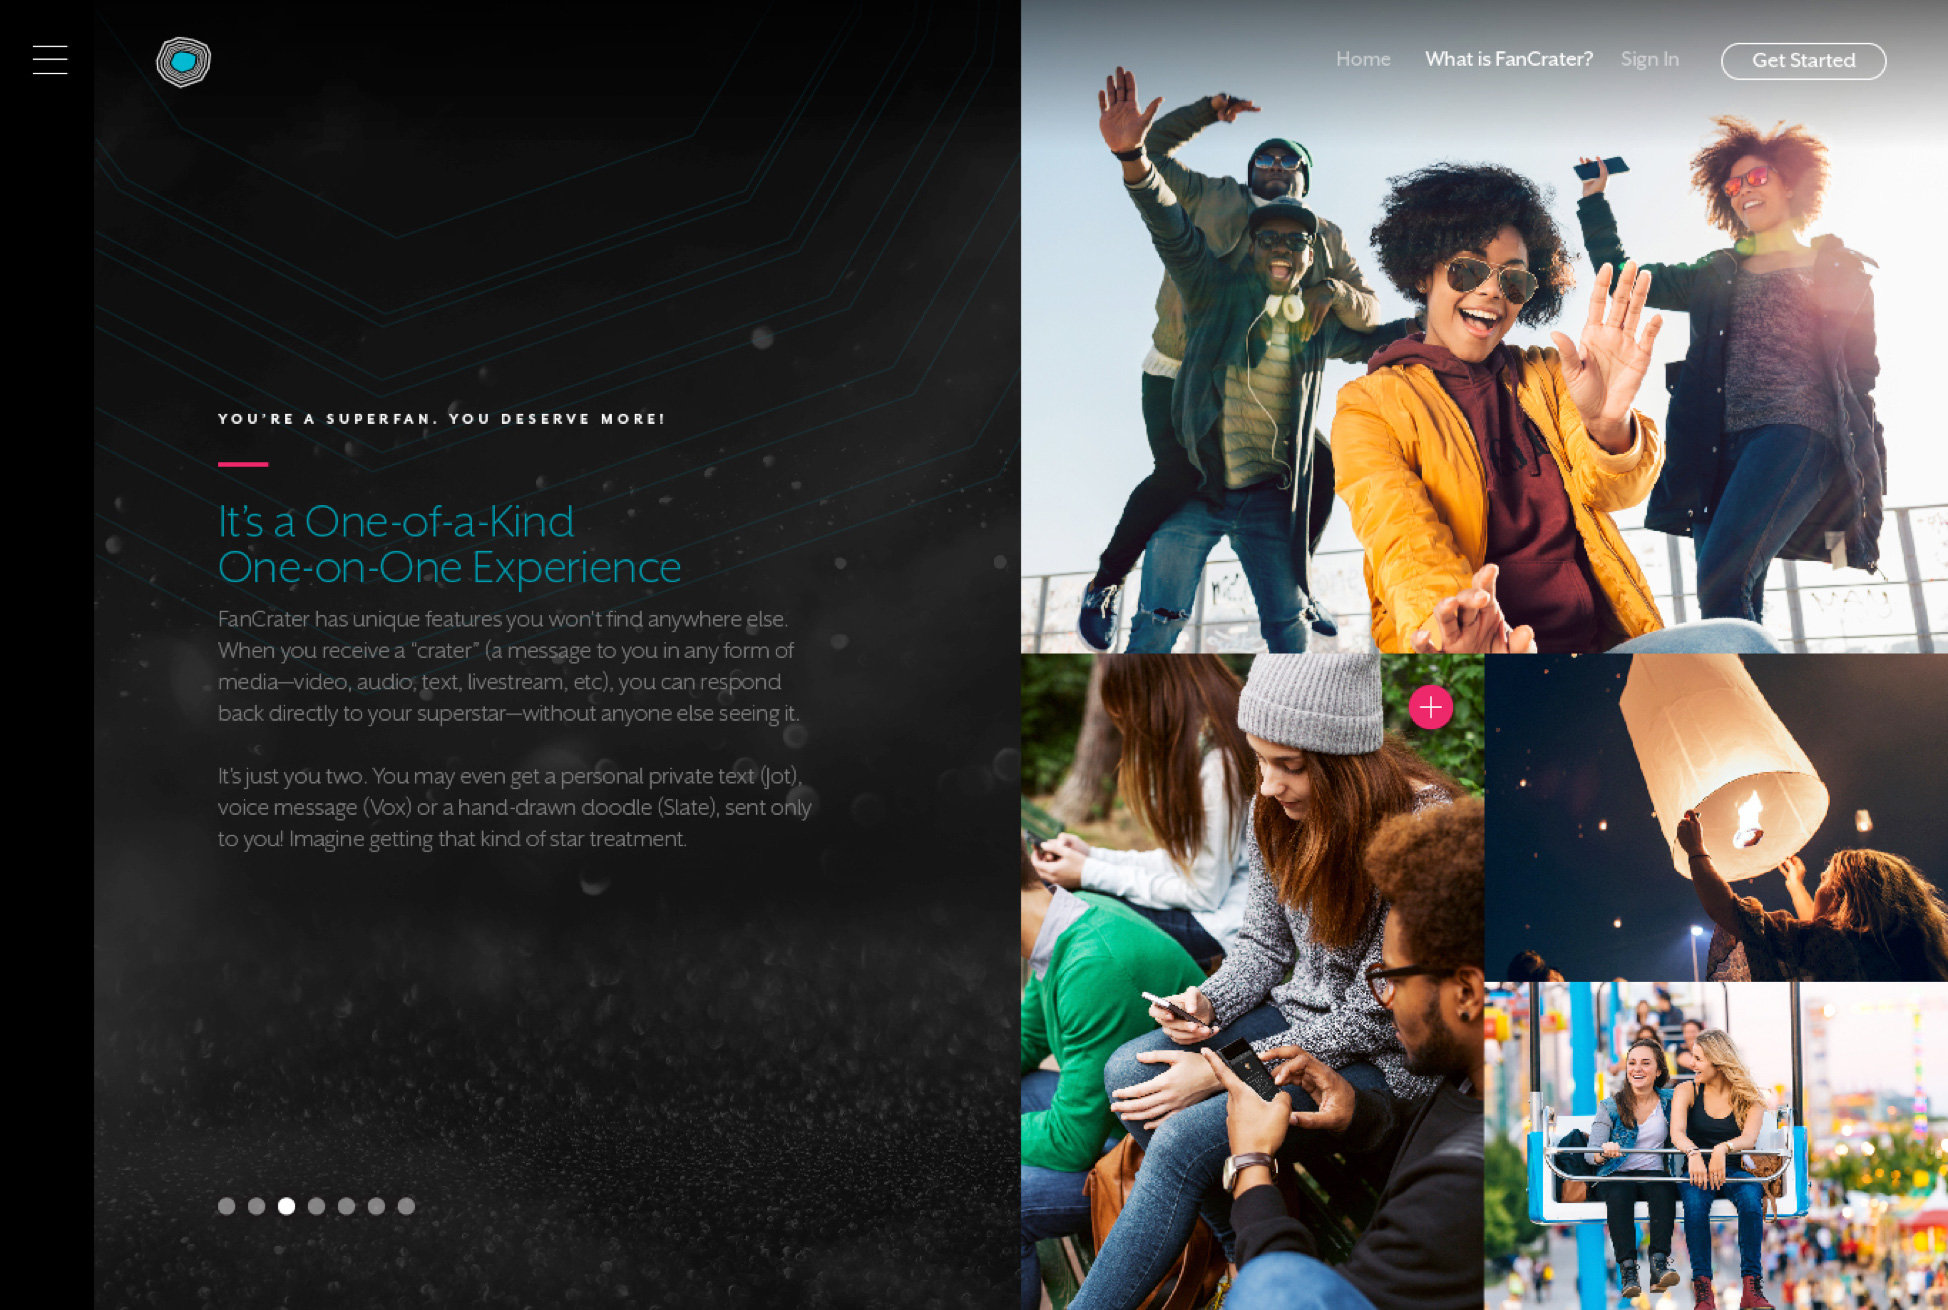 Home What is FanCrater? Sign In Get Started
YOU'RE A SUPERFAN. YOU DESERVE MORE!
It's a One-of-a-Kind
One-on-One Experience
FanCrater has unique features you won't find anywhere else.
When you receive a "crater" (a message to you in any form of
media—video, audio, text, livestream, etc), you can respond
back directly to your superstar—without anyone else seeing it.
It's just you two. You may even get a personal private text (Jot),
voice message (Vox) or a hand-drawn doodle (Slate), sent only
to you! Imagine getting that kind of star treatment.